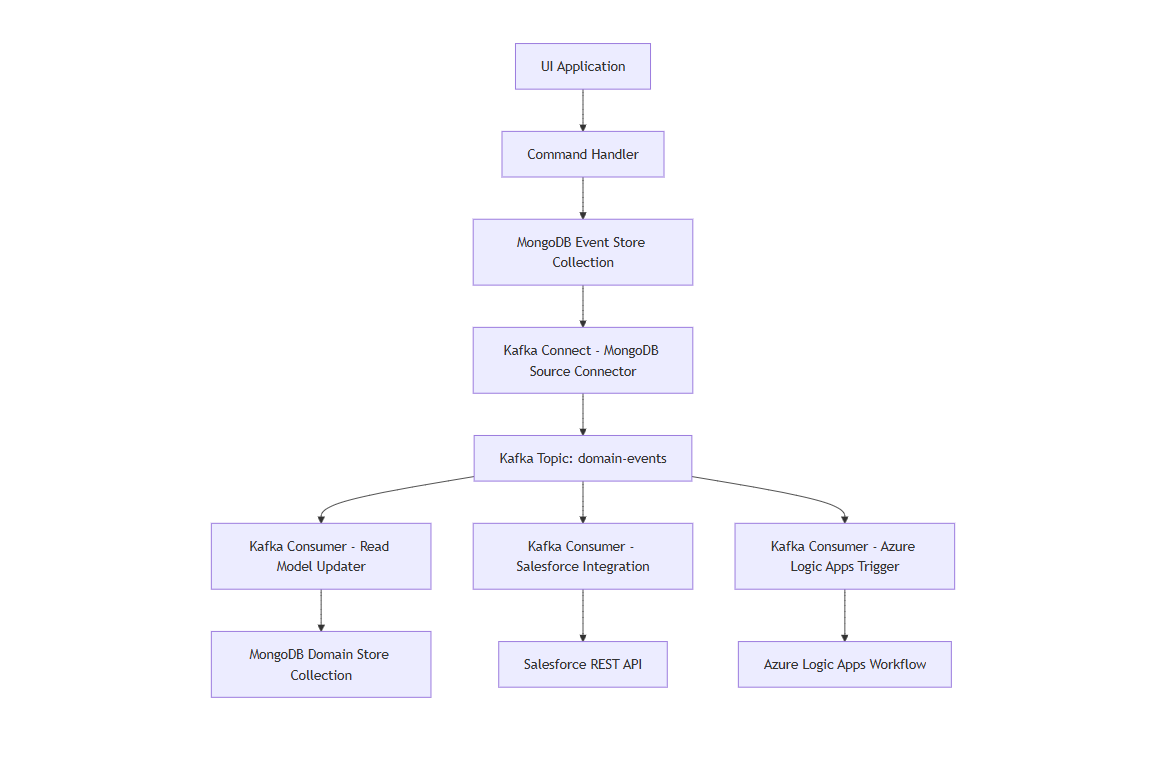 UI Application
Command Handler
MongoDB Event Store
Collection
Kafka Connect - MongoDB
Source Connector
Kafka Topic: domain-events
Kafka Consumer - Read
Model Updater
Kafka Consumer -
Salesforce Integration
Kafka Consumer - Azure
Logic Apps Trigger
MongoDB Domain Store
Collection
Salesforce REST API
Azure Logic Apps Workflow